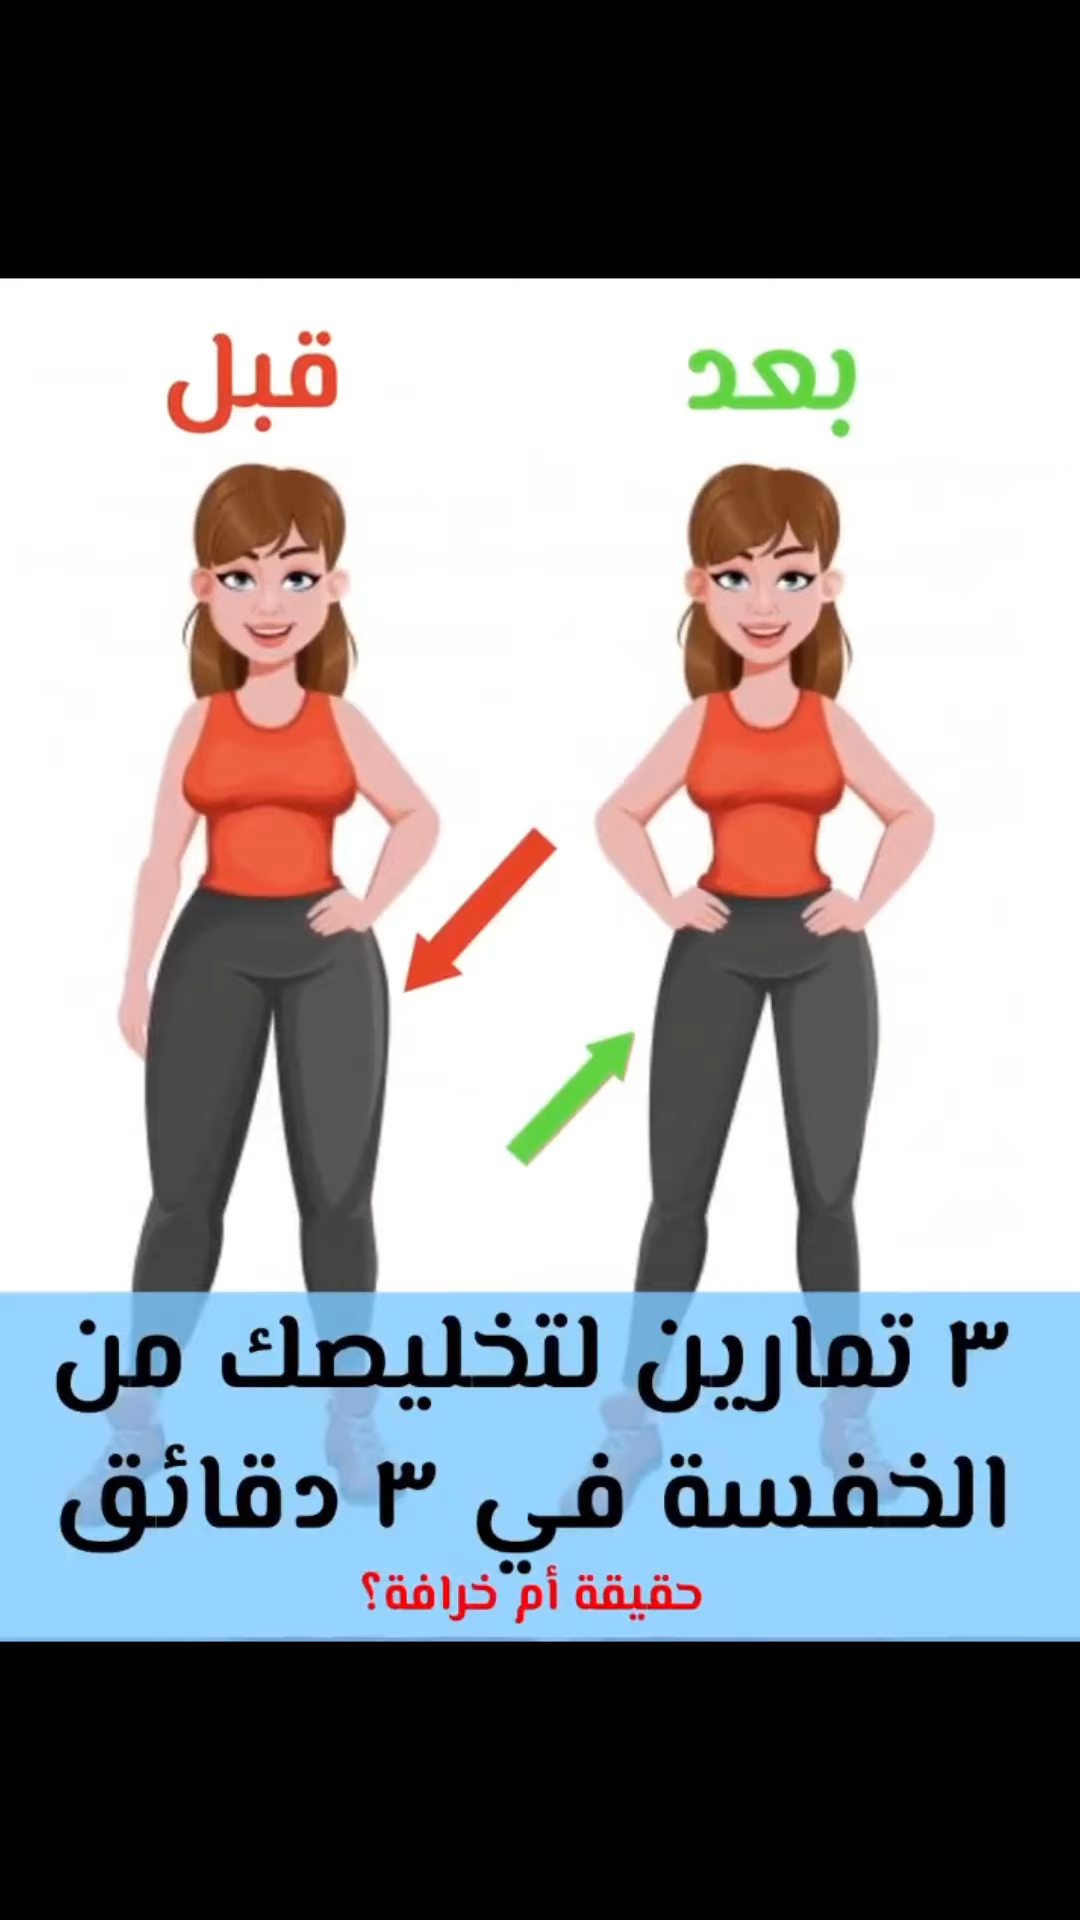 قبل
بعد
٣ تمارين لتخليصك من
الخفسة في ٣ دقائق
حقيقة أم خرافة؟